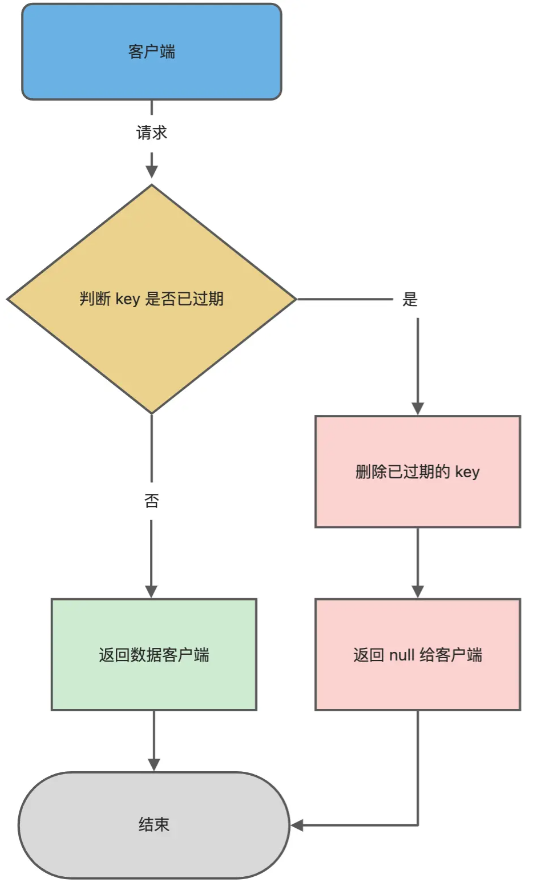 客户端
请求
判断 key 是否已过期
是
删除已过期的 key
否
返回数据客户端
返回 null 给客户端
结束